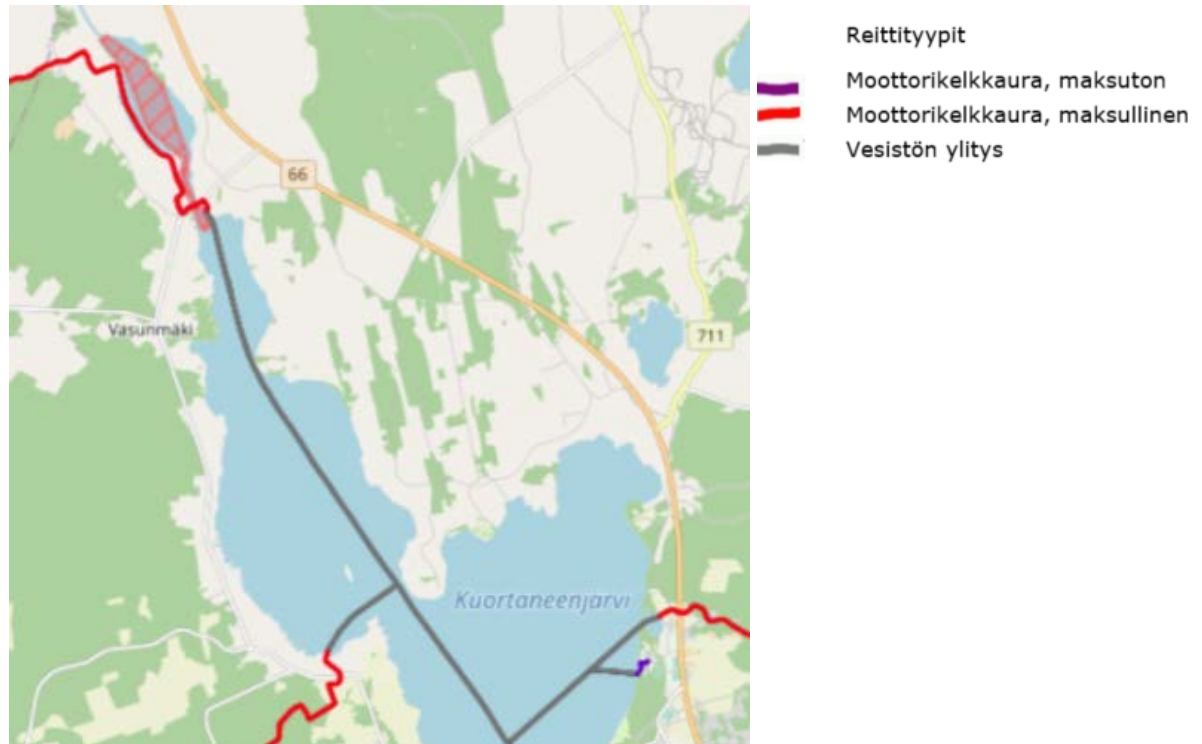 Reittityypit
Moottorikelkkaura, maksuton
Moottorikelkkaura, maksullinen
Vesistön ylitys
66
711
Vasunmäki
Kuortaneenjärvi